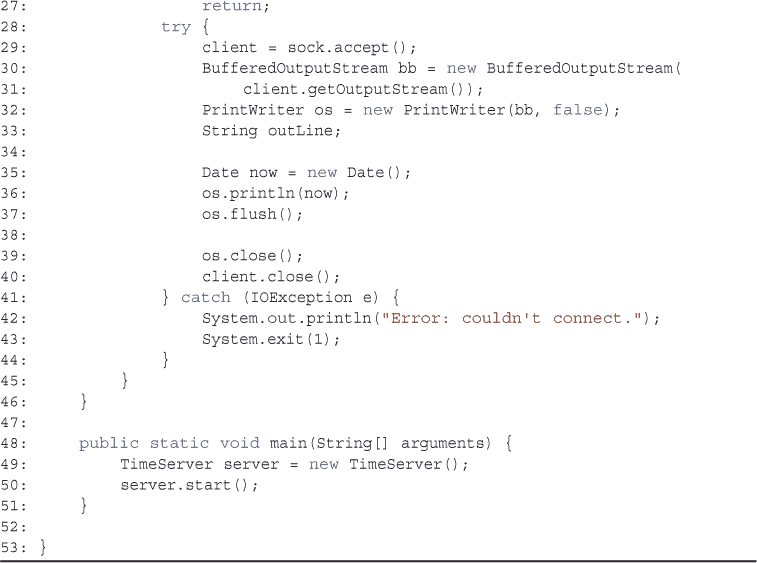 27:                 return;
28:             try {
29:                 client = sock.accept();
30:                 BufferedOutputStream bb = new BufferedOutputStream(
31:                     client.getOutputStream());
32:                 PrintWriter os = new PrintWriter(bb, false);
33:                 String outLine;
34:
35:                 Date now = new Date();
36:                 os.println(now);
37:                 os.flush();
38:
39:                 os.close();
40:                 client.close();
41:             } catch (IOException e) {
42:                 System.out.println("Error: couldn't connect.");
43:                 System.exit(1);
44:             }
45:         }
46:     }
47:
48:     public static void main(String[] arguments) {
49:         TimeServer server = new TimeServer();
50:         server.start();
51:     }
52:
53: }